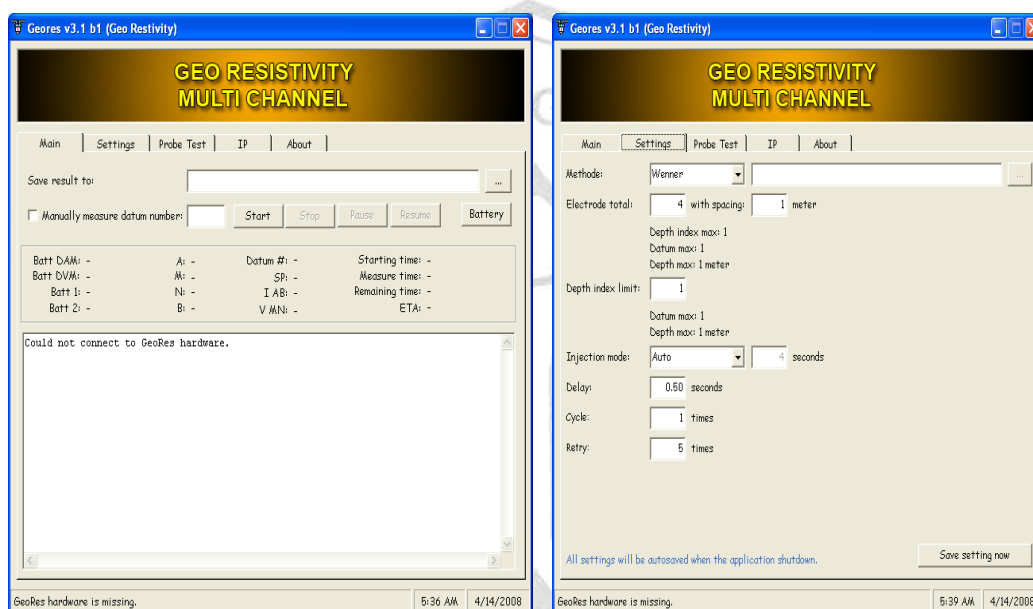 Geores v3.1 b1 (Geo Restivity)
GEO RESISTIVITY
MULTI CHANNEL
Main Settings Probe Test IP About
Save result to: ...
Manually measure datum number: Start Stop Pause Resume Battery
Batt DAM: - A: - Datum #: - Starting time: -
Batt DVM: - M: - SP: - Measure time: -
Batt 1: - N: - I AB: - Remaining time: -
Batt 2: - B: - V MN: - ETA: -
Could not connect to GeoRes hardware.
GeoRes hardware is missing. 5:36 AM 4/14/2008
Geores v3.1 b1 (Geo Restivity)
GEO RESISTIVITY
MULTI CHANNEL
Main Settings Probe Test IP About
Methode: Wenner ...
Electrode total: 4 with spacing: 1 meter
Depth index max: 1
Datum max: 1
Depth max: 1 meter
Depth index limit: 1
Datum max: 1
Depth max: 1 meter
Injection mode: Auto 4 seconds
Delay: 0.50 seconds
Cycle: 1 times
Retry: 5 times
All settings will be autosaved when the application shutdown. Save setting now
GeoRes hardware is missing. 5:39 AM 4/14/2008